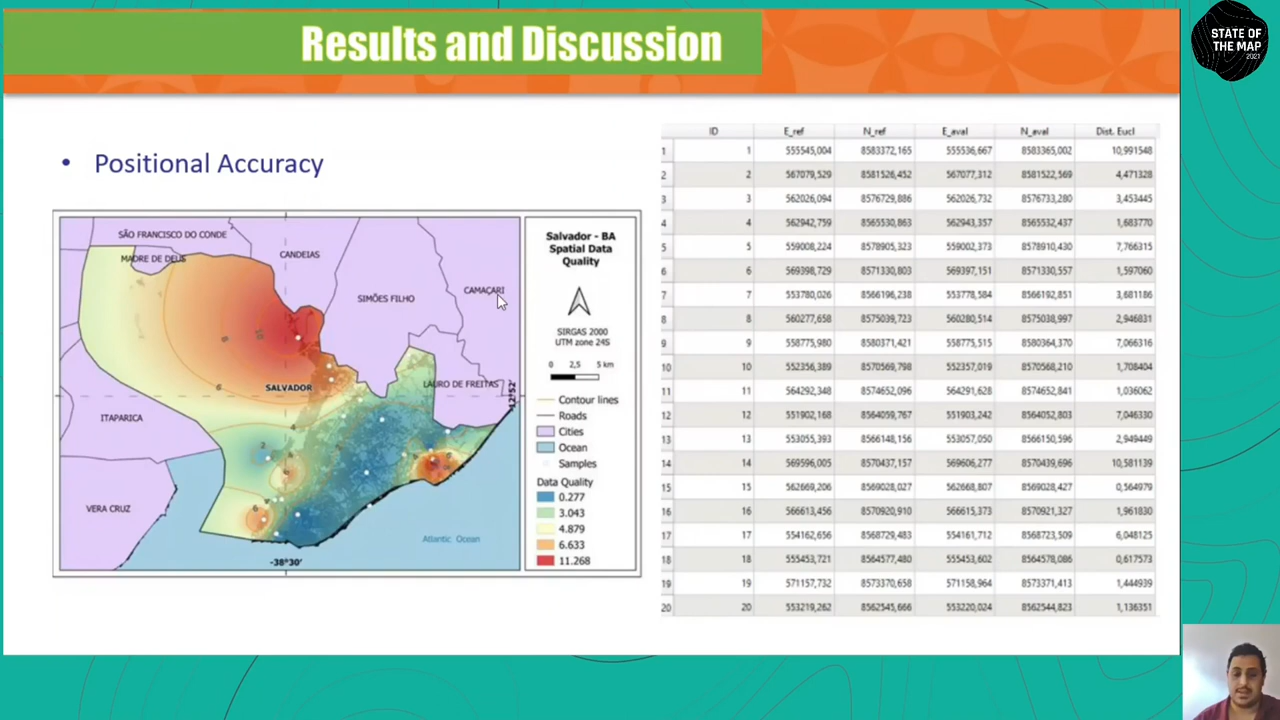 Results and Discussion
STATE OF
THE MAP
2021
• Positional Accuracy
SÃO FRANCISCO DO CONDE
MADRE DE DEUS
CANDEIAS
SIMÕES FILHO
CAMAÇARI
SALVADOR
LAURO DE FREITAS
ITAPARICA
VERA CRUZ
Atlantic Ocean
-38°30'
-12°52'
Salvador - BA
Spatial Data
Quality
SIRGAS 2000
UTM zone 24S
0 2,5 5 km
Contour lines
Roads
Cities
Ocean
Samples
Data Quality
0.277
3.043
4.879
6.633
11.268
ID E_ref N_ref E_aval N_aval Dist. Eucl
1 1 555545,004 8583372,165 555536,667 8583365,002 10,991548
2 2 567079,529 8581526,452 567077,312 8581522,569 4,471328
3 3 562026,094 8576729,886 562026,732 8576733,280 3,453445
4 4 562942,759 8565530,863 562943,357 8565532,437 1,683770
5 5 559008,224 8578905,323 559002,373 8578910,430 7,766315
6 6 569398,729 8571330,803 569397,151 8571330,557 1,597060
7 7 553780,026 8566196,238 553778,584 8566192,851 3,681186
8 8 560277,658 8575039,723 560280,514 8575038,997 2,946831
9 9 558775,980 8580371,421 558775,515 8580364,370 7,066316
10 10 552356,389 8570569,798 552357,019 8570568,210 1,708404
11 11 564292,348 8574652,096 564291,628 8574652,841 1,036062
12 12 551902,168 8564059,767 551903,242 8564052,803 7,046330
13 13 553055,393 8566148,156 553057,050 8566150,596 2,949449
14 14 569596,005 8570437,157 569606,277 8570439,696 10,581139
15 15 562669,206 8569028,027 562668,807 8569028,427 0,564979
16 16 566613,456 8570920,910 566615,373 8570921,327 1,961830
17 17 554162,656 8568729,483 554161,712 8568723,509 6,048125
18 18 555453,721 8564577,480 555453,602 8564578,086 0,617573
19 19 571157,732 8573370,658 571158,964 8573371,413 1,444939
20 20 553219,262 8562545,666 553220,024 8562544,823 1,136351